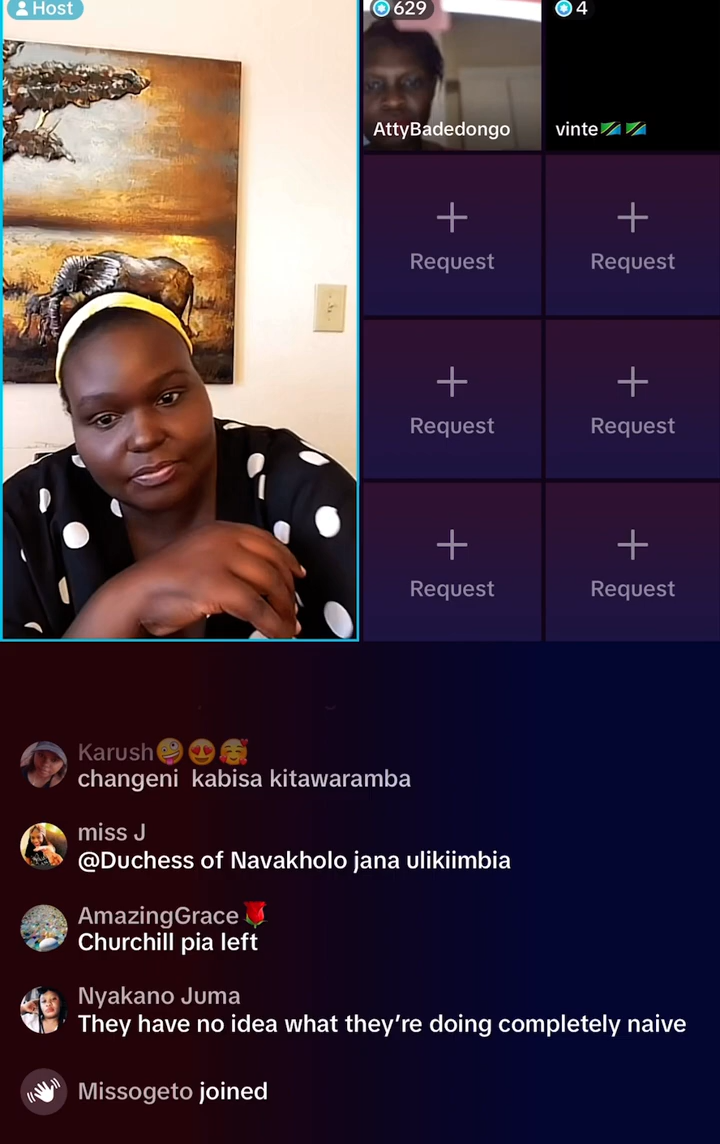 Host
629
4
AttyBadedongo
vinte🇹🇿🇹🇿
Request
Request
Request
Request
Request
Request
Karush🤪😍🥰
changeni kabisa kitawaramba
miss J
@Duchess of Navakholo jana ulikiimbia
AmazingGrace🌹
Churchill pia left
Nyakano Juma
They have no idea what they’re doing completely naive
Missogeto joined